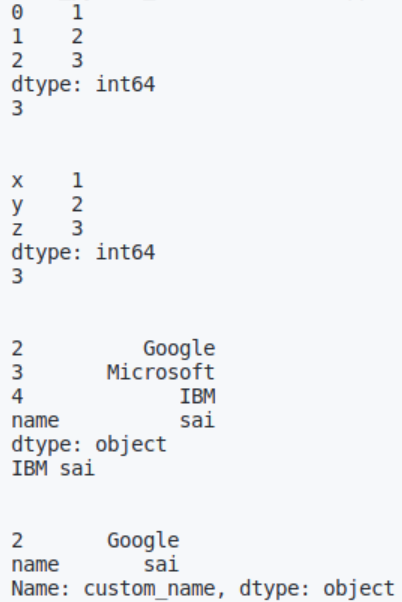 0    1
1    2
2    3
dtype: int64
3
x    1
y    2
z    3
dtype: int64
3
2          Google
3       Microsoft
4             IBM
name          sai
dtype: object
IBM sai
2       Google
name       sai
Name: custom_name, dtype: object